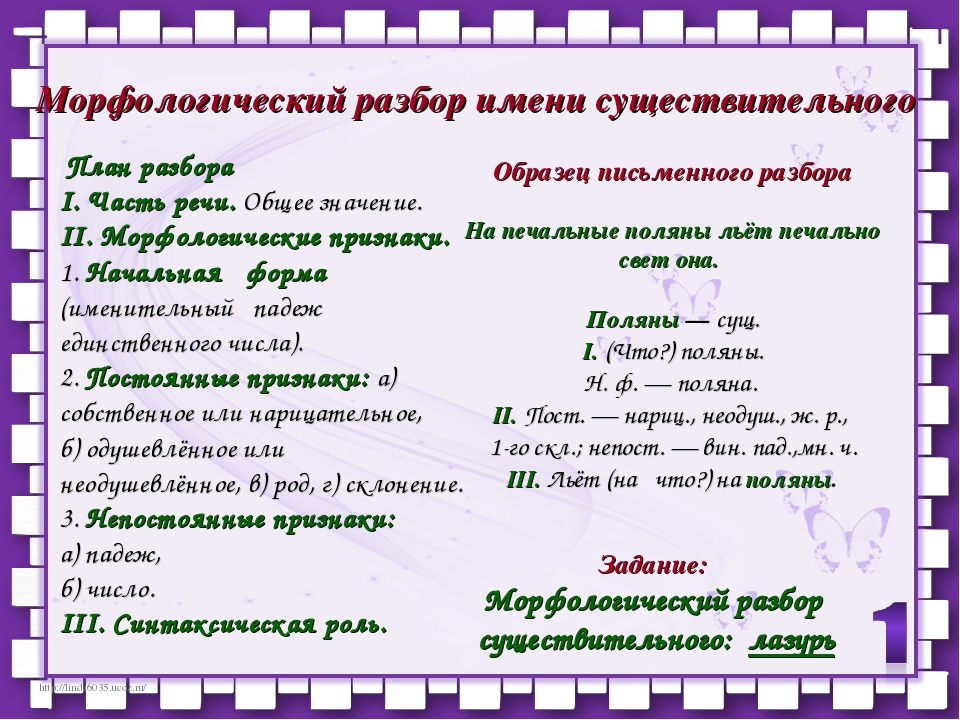 Морфологический разбор имени существительного
План разбора
I. Часть речи. Общее значение.
II. Морфологические признаки.
1. Начальная форма
(именительный падеж
единственного числа).
2. Постоянные признаки: а)
собственное или нарицательное,
б) одушевлённое или
неодушевлённое, в) род, г) склонение.
3. Непостоянные признаки:
а) падеж,
б) число.
III. Синтаксическая роль.
Образец письменного разбора
На печальные поляны льёт печально
свет она.
Поляны — сущ.
I. (Что?) поляны.
Н. ф. — поляна.
II. Пост. — нариц., неодуш., ж. р.,
1-го скл.; непост. — вин. пад.,мн. ч.
III. Льёт (на что?) на поляны.
Задание:
Морфологический разбор
существительного: лазурь
1
http://linda6035.ucoz.ru/